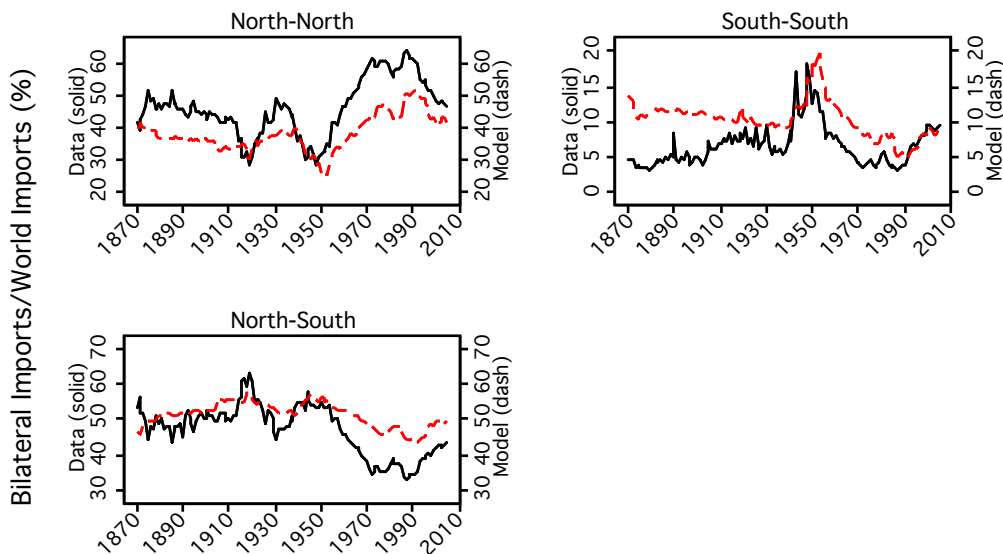 Bilateral Imports/World Imports (%)
North-North
Data (solid)
20 30 40 50 60
Model (dash)
20 30 40 50 60
1870 1890 1910 1930 1950 1970 1990 2010
South-South
Data (solid)
0 5 10 15 20
Model (dash)
0 5 10 15 20
1870 1890 1910 1930 1950 1970 1990 2010
North-South
Data (solid)
30 40 50 60 70
Model (dash)
30 40 50 60 70
1870 1890 1910 1930 1950 1970 1990 2010